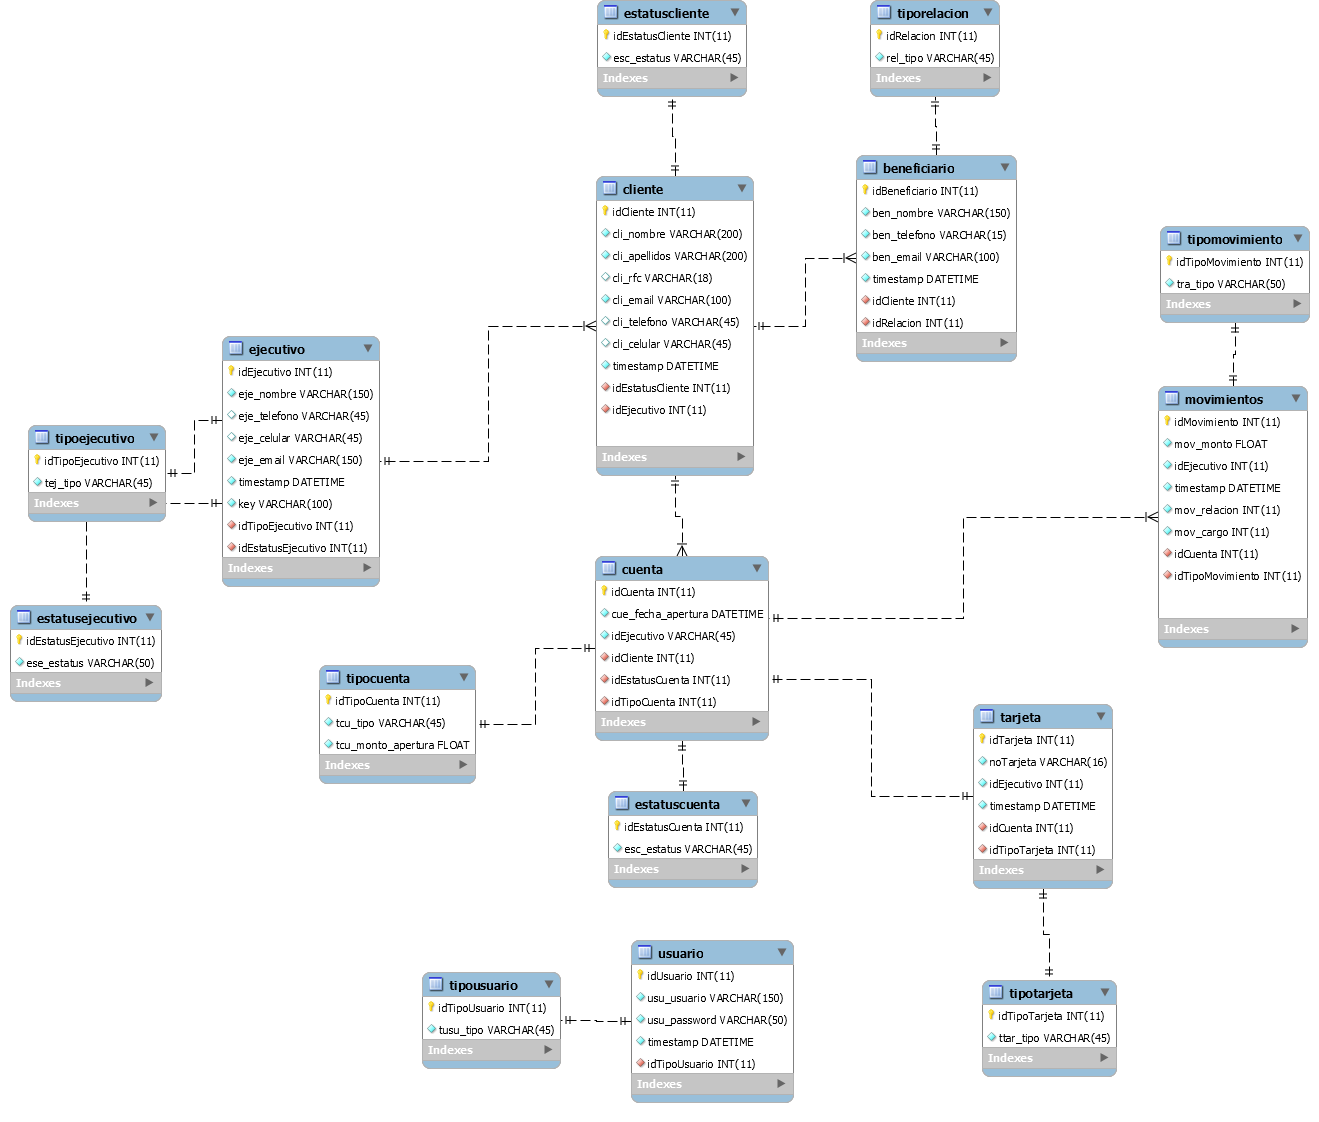 estatuscliente
idEstatusCliente INT(11)
esc_estatus VARCHAR(45)
Indexes
tiporelacion
idRelacion INT(11)
rel_tipo VARCHAR(45)
Indexes
cliente
idCliente INT(11)
cli_nombre VARCHAR(200)
cli_apellidos VARCHAR(200)
cli_rfc VARCHAR(18)
cli_email VARCHAR(100)
cli_telefono VARCHAR(45)
cli_celular VARCHAR(45)
timestamp DATETIME
idEstatusCliente INT(11)
idEjecutivo INT(11)
Indexes
beneficiario
idBeneficiario INT(11)
ben_nombre VARCHAR(150)
ben_telefono VARCHAR(15)
ben_email VARCHAR(100)
timestamp DATETIME
idCliente INT(11)
idRelacion INT(11)
Indexes
tipomovimiento
idTipoMovimiento INT(11)
tra_tipo VARCHAR(50)
Indexes
ejecutivo
idEjecutivo INT(11)
eje_nombre VARCHAR(150)
eje_telefono VARCHAR(45)
eje_celular VARCHAR(45)
eje_email VARCHAR(150)
timestamp DATETIME
key VARCHAR(100)
idTipoEjecutivo INT(11)
idEstatusEjecutivo INT(11)
Indexes
tipoejecutivo
idTipoEjecutivo INT(11)
tej_tipo VARCHAR(45)
Indexes
movimientos
idMovimiento INT(11)
mov_monto FLOAT
idEjecutivo INT(11)
timestamp DATETIME
mov_relacion INT(11)
mov_cargo INT(11)
idCuenta INT(11)
idTipoMovimiento INT(11)
Indexes
estatusejecutivo
idEstatusEjecutivo INT(11)
ese_estatus VARCHAR(50)
Indexes
cuenta
idCuenta INT(11)
cue_fecha_apertura DATETIME
idEjecutivo VARCHAR(45)
idCliente INT(11)
idEstatusCuenta INT(11)
idTipoCuenta INT(11)
Indexes
tipocuenta
idTipoCuenta INT(11)
tcu_tipo VARCHAR(45)
tcu_monto_apertura FLOAT
Indexes
tarjeta
idTarjeta INT(11)
noTarjeta VARCHAR(16)
idEjecutivo INT(11)
timestamp DATETIME
idCuenta INT(11)
idTipoTarjeta INT(11)
Indexes
estatuscuenta
idEstatusCuenta INT(11)
esc_estatus VARCHAR(45)
Indexes
usuario
idUsuario INT(11)
usu_usuario VARCHAR(150)
usu_password VARCHAR(50)
timestamp DATETIME
idTipoUsuario INT(11)
Indexes
tipousuario
idTipoUsuario INT(11)
tusu_tipo VARCHAR(45)
Indexes
tipotarjeta
idTipoTarjeta INT(11)
ttar_tipo VARCHAR(45)
Indexes